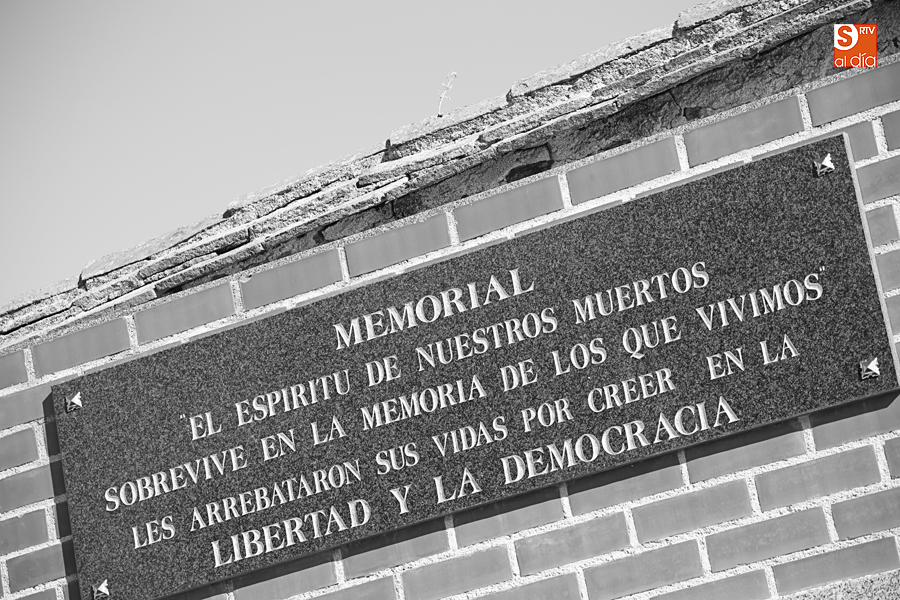 S RTV
al día
MEMORIAL
"EL ESPIRITU DE NUESTROS MUERTOS
SOBREVIVE EN LA MEMORIA DE LOS QUE VIVIMOS"
LES ARREBATARON SUS VIDAS POR CREER EN LA
LIBERTAD Y LA DEMOCRACIA